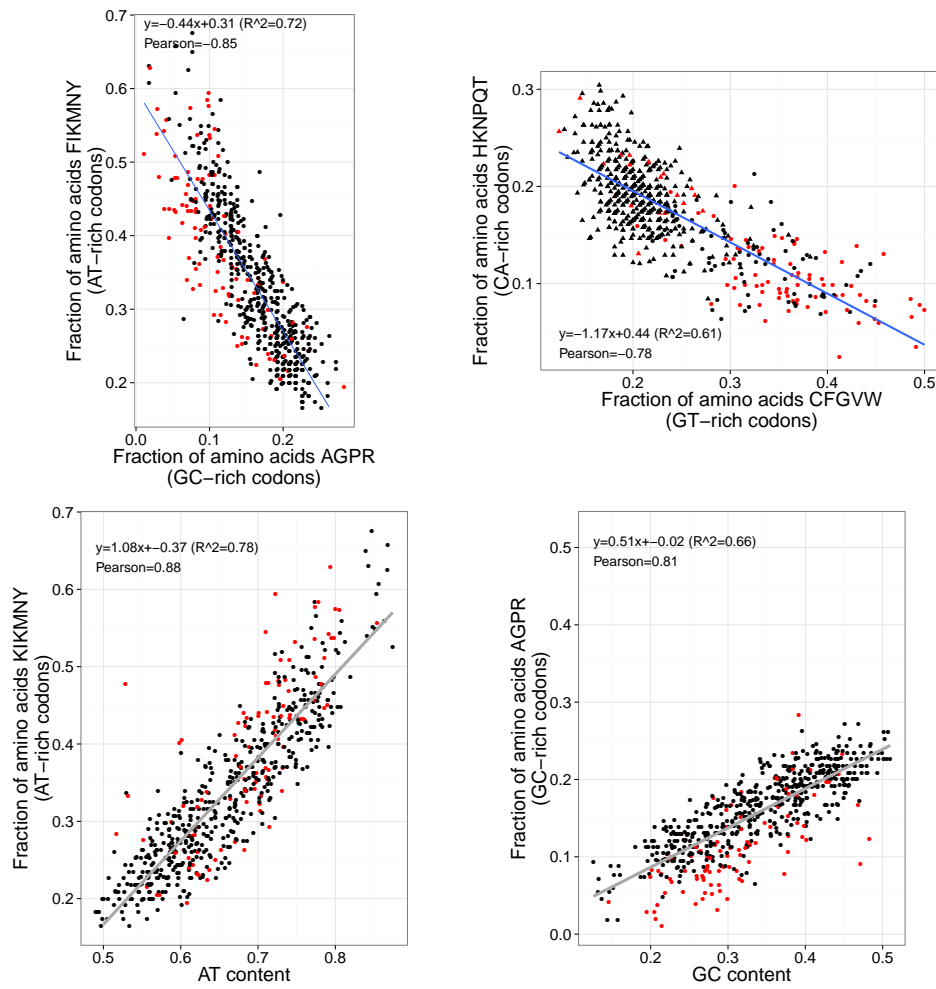 y=−0.44x+0.31 (R^2=0.72)
Pearson=−0.85
0.7
0.6
0.5
0.4
0.3
0.2
Fraction of amino acids FIKMNY
(AT−rich codons)
0.0
0.1
0.2
Fraction of amino acids AGPR
(GC−rich codons)
0.3
0.2
0.1
Fraction of amino acids HKNPQT
(CA−rich codons)
y=−1.17x+0.44 (R^2=0.61)
Pearson=−0.78
0.2
0.3
0.4
0.5
Fraction of amino acids CFGVW
(GT−rich codons)
0.7
0.6
0.5
0.4
0.3
0.2
Fraction of amino acids KIKMNY
(AT−rich codons)
y=1.08x+−0.37 (R^2=0.78)
Pearson=0.88
0.5
0.6
0.7
0.8
AT content
0.5
0.4
0.3
0.2
0.1
0.0
Fraction of amino acids AGPR
(GC−rich codons)
y=0.51x+−0.02 (R^2=0.66)
Pearson=0.81
0.2
0.3
0.4
0.5
GC content